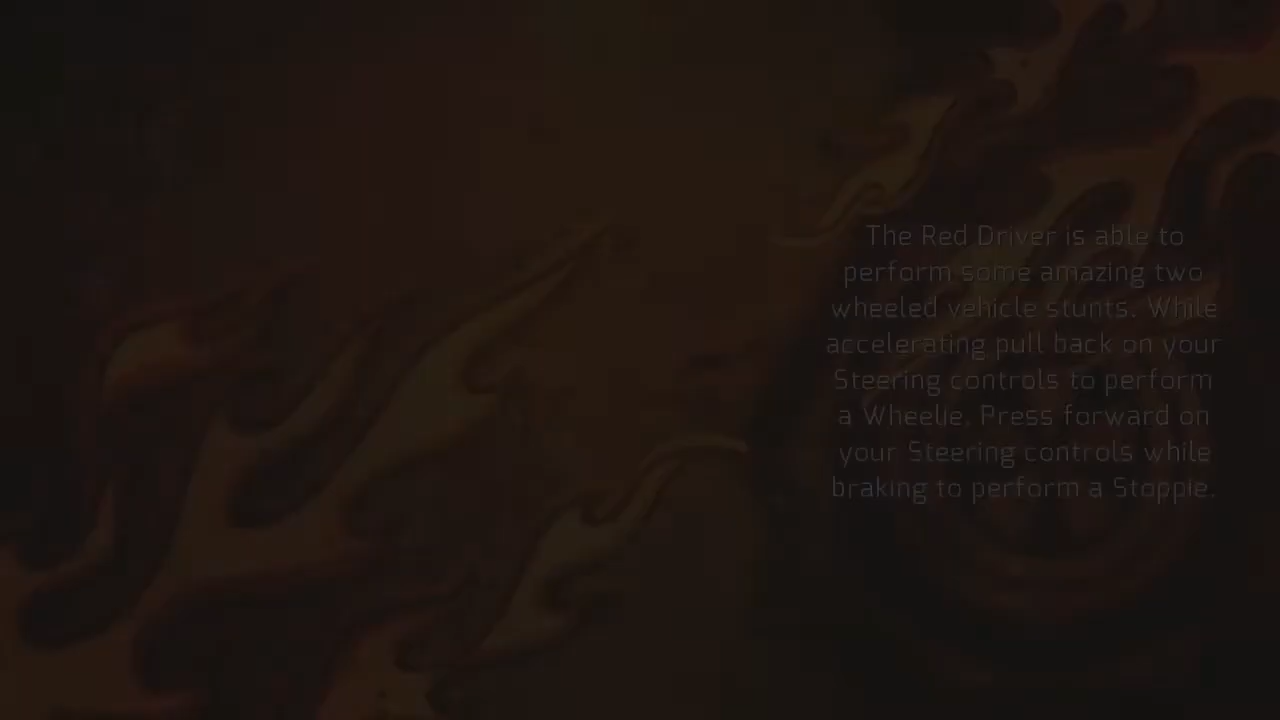 The Red Driver is able to
perform some amazing two
wheeled vehicle stunts. While
accelerating pull back on your
Steering controls to perform
a Wheelie. Press forward on
your Steering controls while
braking to perform a Stoppie.